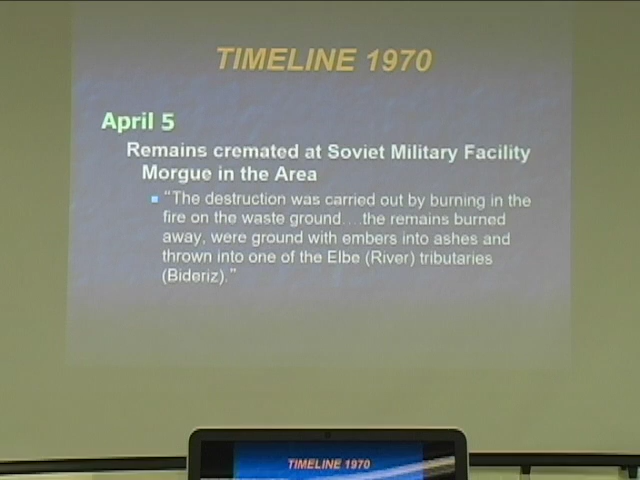 TIMELINE 1970
April 5
Remains cremated at Soviet Military Facility
Morgue in the Area
“The destruction was carried out by burning in the
fire on the waste ground....the remains burned
away, were ground with embers into ashes and
thrown into one of the Elbe (River) tributaries
(Bideriz).”
TIMELINE 1970